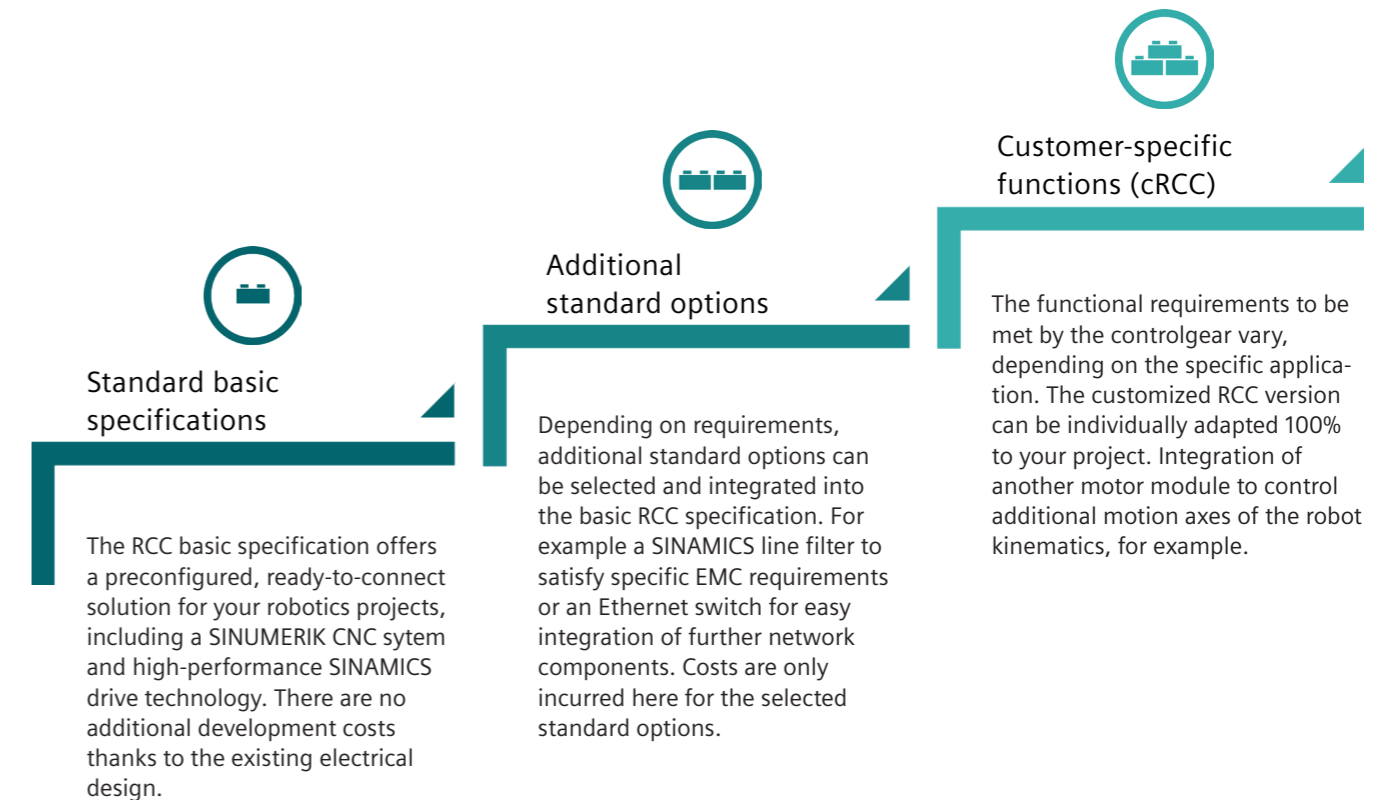 Standard basic
specifications
The RCC basic specification offers
a preconfigured, ready-to-connect
solution for your robotics projects,
including a SINUMERIK CNC sytem
and high-performance SINAMICS
drive technology. There are no
additional development costs
thanks to the existing electrical
design.
Additional
standard options
Depending on requirements,
additional standard options can
be selected and integrated into
the basic RCC specification. For
example a SINAMICS line filter to
satisfy specific EMC requirements
or an Ethernet switch for easy
integration of further network
components. Costs are only
incurred here for the selected
standard options.
Customer-specific
functions (cRCC)
The functional requirements to be
met by the controlgear vary,
depending on the specific applica-
tion. The customized RCC version
can be individually adapted 100%
to your project. Integration of
another motor module to control
additional motion axes of the robot
kinematics, for example.